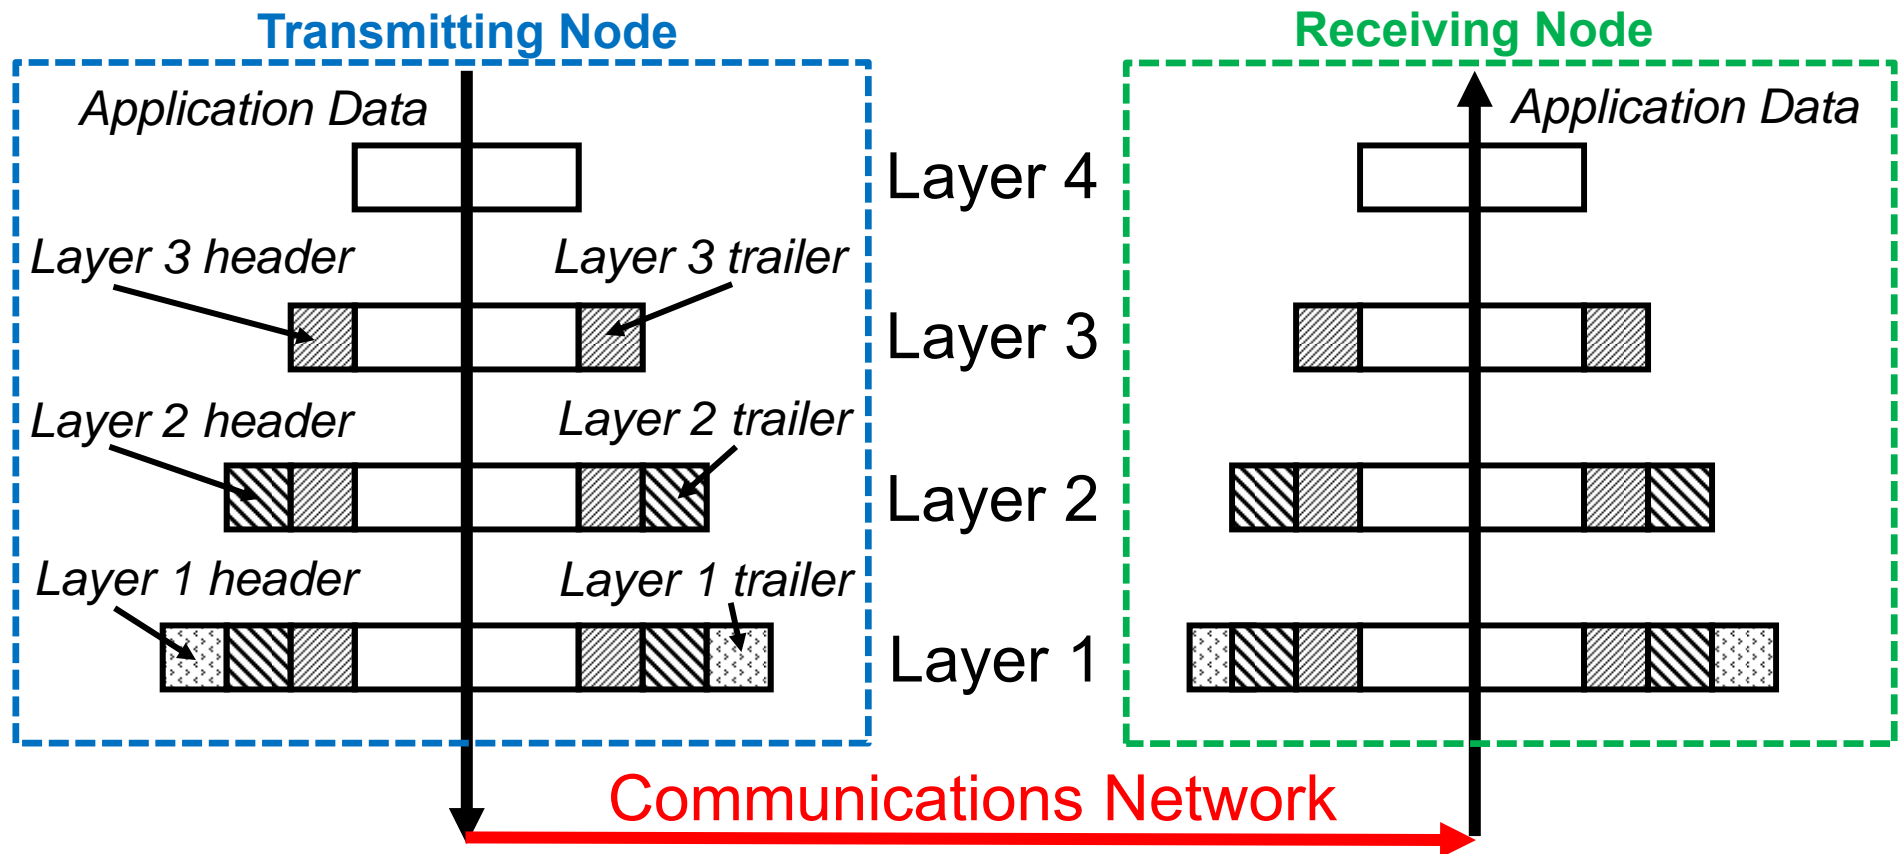 Transmitting Node
Receiving Node
Application Data
Application Data
Layer 4
Layer 3 header
Layer 3 trailer
Layer 3
Layer 2 header
Layer 2 trailer
Layer 2
Layer 1 header
Layer 1 trailer
Layer 1
Communications Network